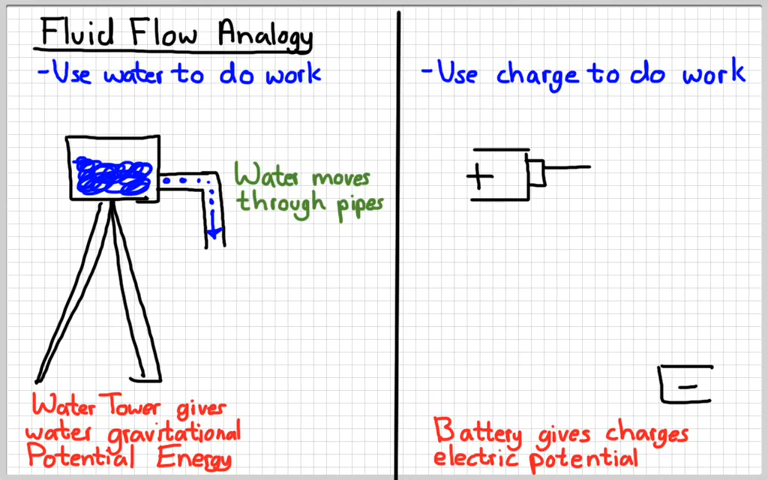 Fluid Flow Analogy
-Use water to do work
Water moves
through pipes
Water Tower gives
water gravitational
Potential Energy
-Use charge to do work
+
-
Battery gives charges
electric potential